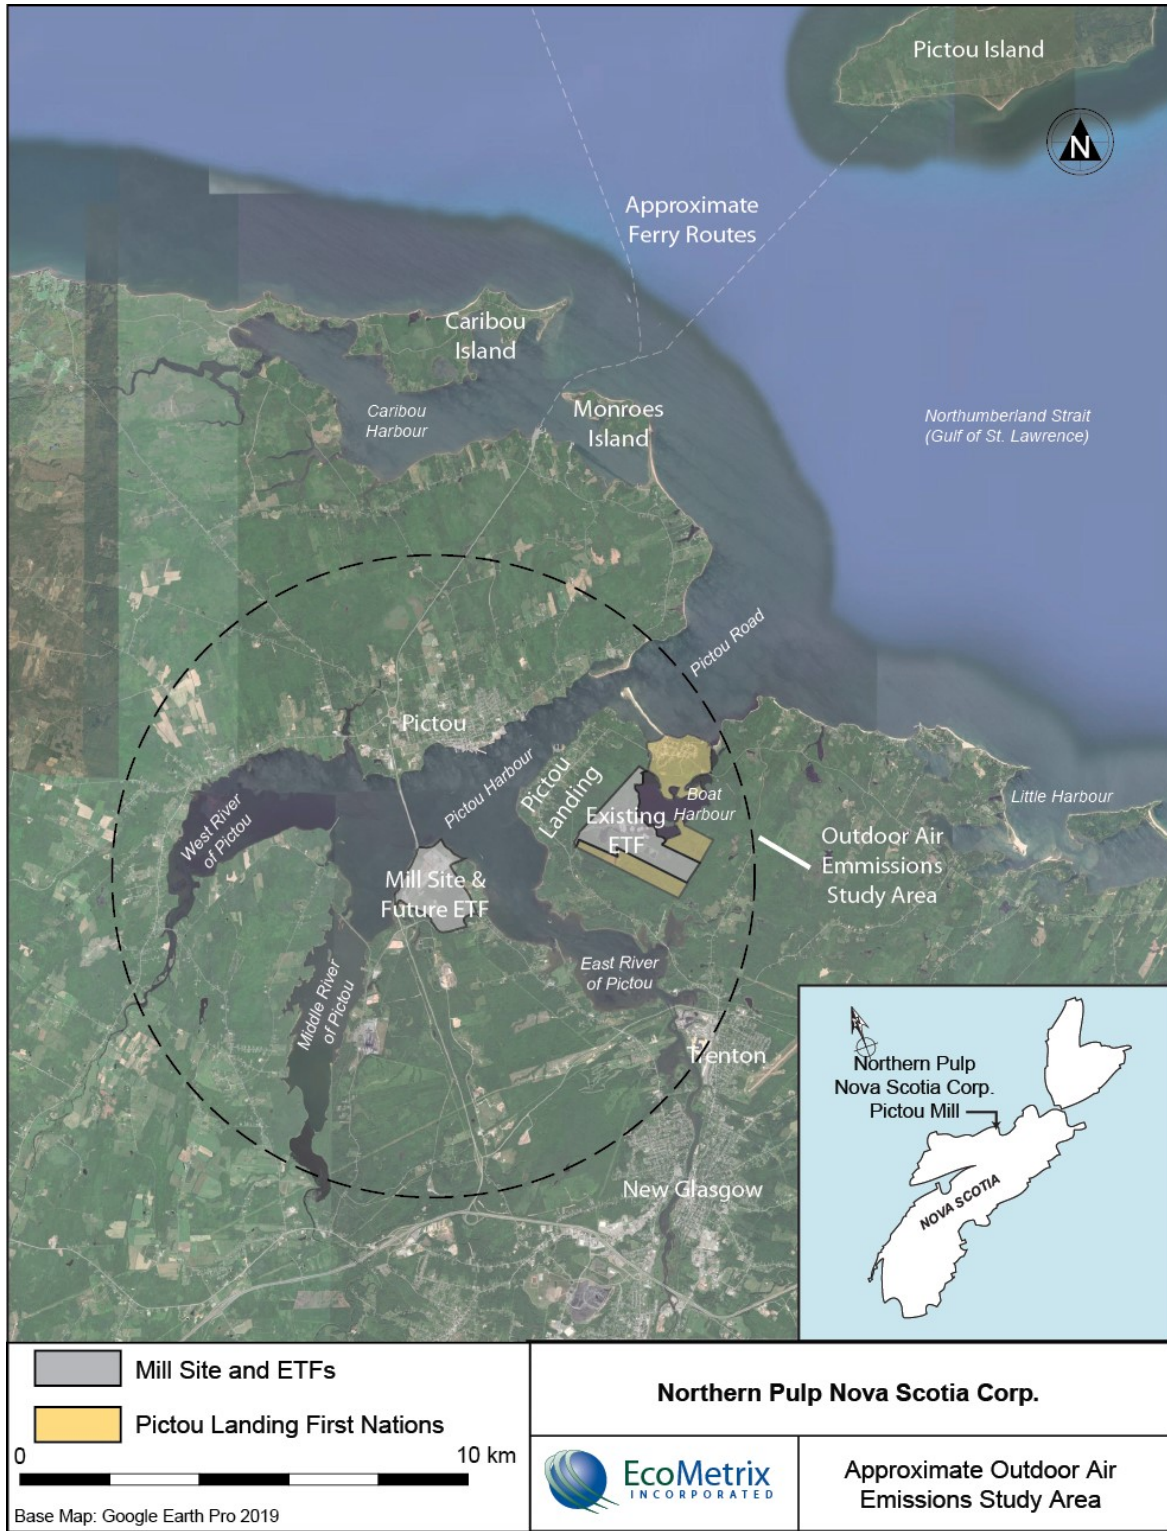 Pictou Island
N
Approximate
Ferry Routes
Caribou
Island
Caribou
Harbour
Monroes
Island
Northumberland Strait
(Gulf of St. Lawrence)
Pictou Road
Pictou
Pictou Harbour
Pictou
Landing
Boat
Harbour
Existing
ETF
Little Harbour
West River
of Pictou
Outdoor Air
Emmissions
Study Area
Mill Site &
Future ETF
East River
of Pictou
Middle River
of Pictou
Trenton
New Glasgow
N
Northern Pulp
Nova Scotia Corp.
Pictou Mill
NOVA SCOTIA
Mill Site and ETFs
Pictou Landing First Nations
0 10 km
Base Map: Google Earth Pro 2019
Northern Pulp Nova Scotia Corp.
EcoMetrix
INCORPORATED
Approximate Outdoor Air
Emissions Study Area